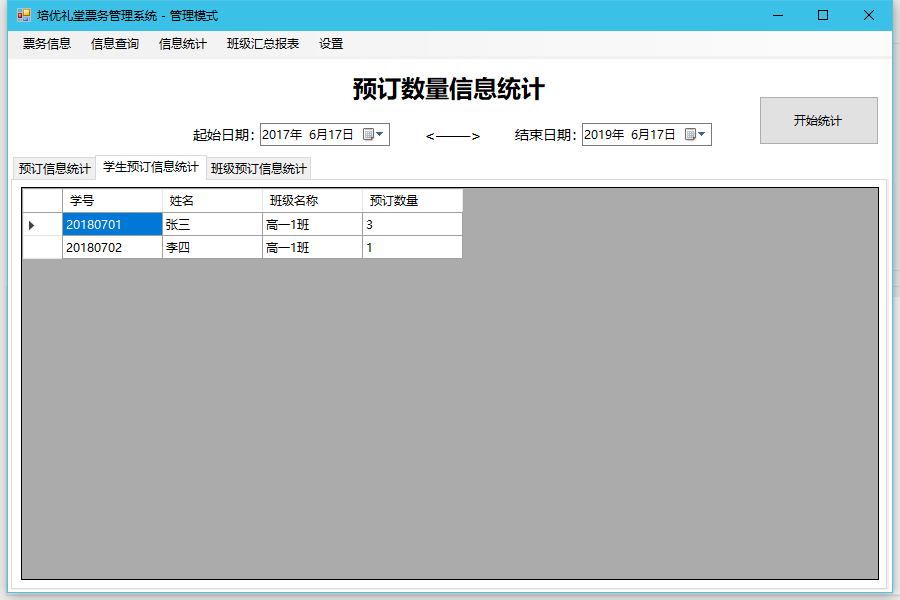 培优礼堂票务管理系统 - 管理模式
票务信息 信息查询 信息统计 班级汇总报表 设置
预订数量信息统计
开始统计
起始日期: 2017年 6月17日 <----> 结束日期: 2019年 6月17日
预订信息统计 学生预订信息统计 班级预订信息统计
学号 姓名 班级名称 预订数量
20180701 张三 高一1班 3
20180702 李四 高一1班 1